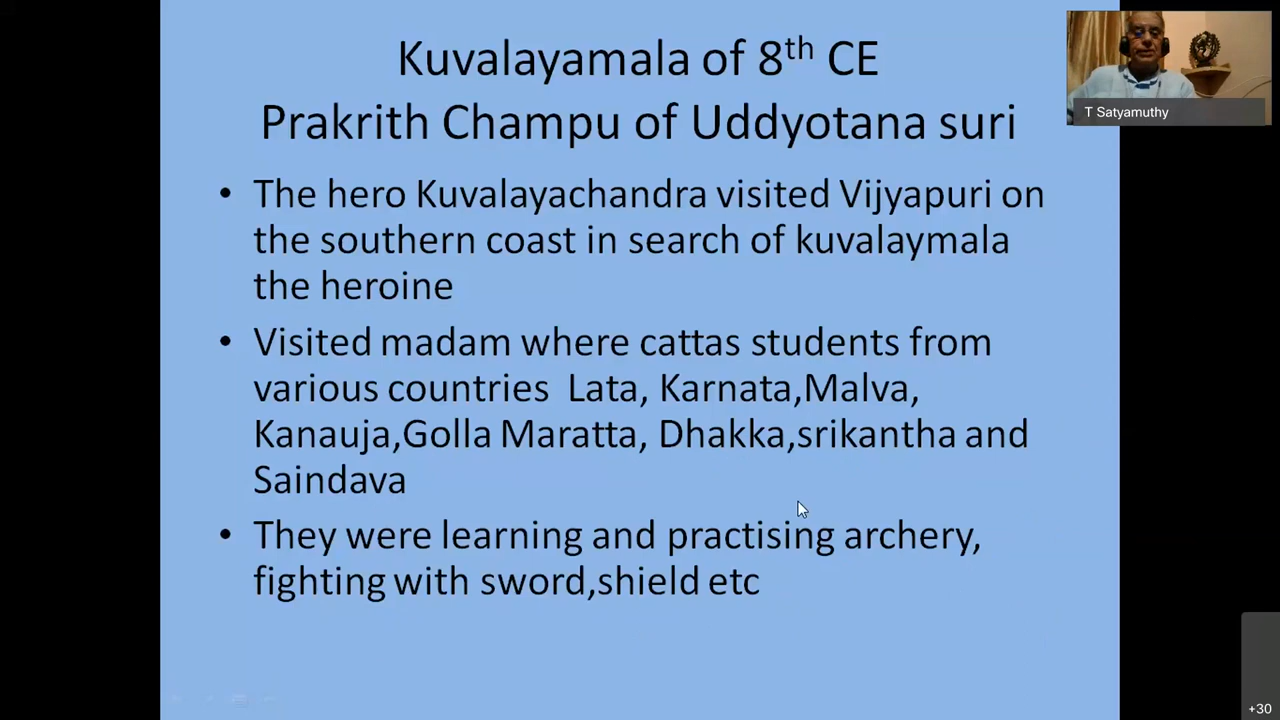 Kuvalayamala of 8th CE
Prakrith Champu of Uddyotana suri
• The hero Kuvalayachandra visited Vijyapuri on
the southern coast in search of kuvalaymala
the heroine
• Visited madam where cattas students from
various countries Lata, Karnata,Malva,
Kanauja,Golla Maratta, Dhakka,srikantha and
Saindava
• They were learning and practising archery,
fighting with sword,shield etc
T Satyamuthy
+30